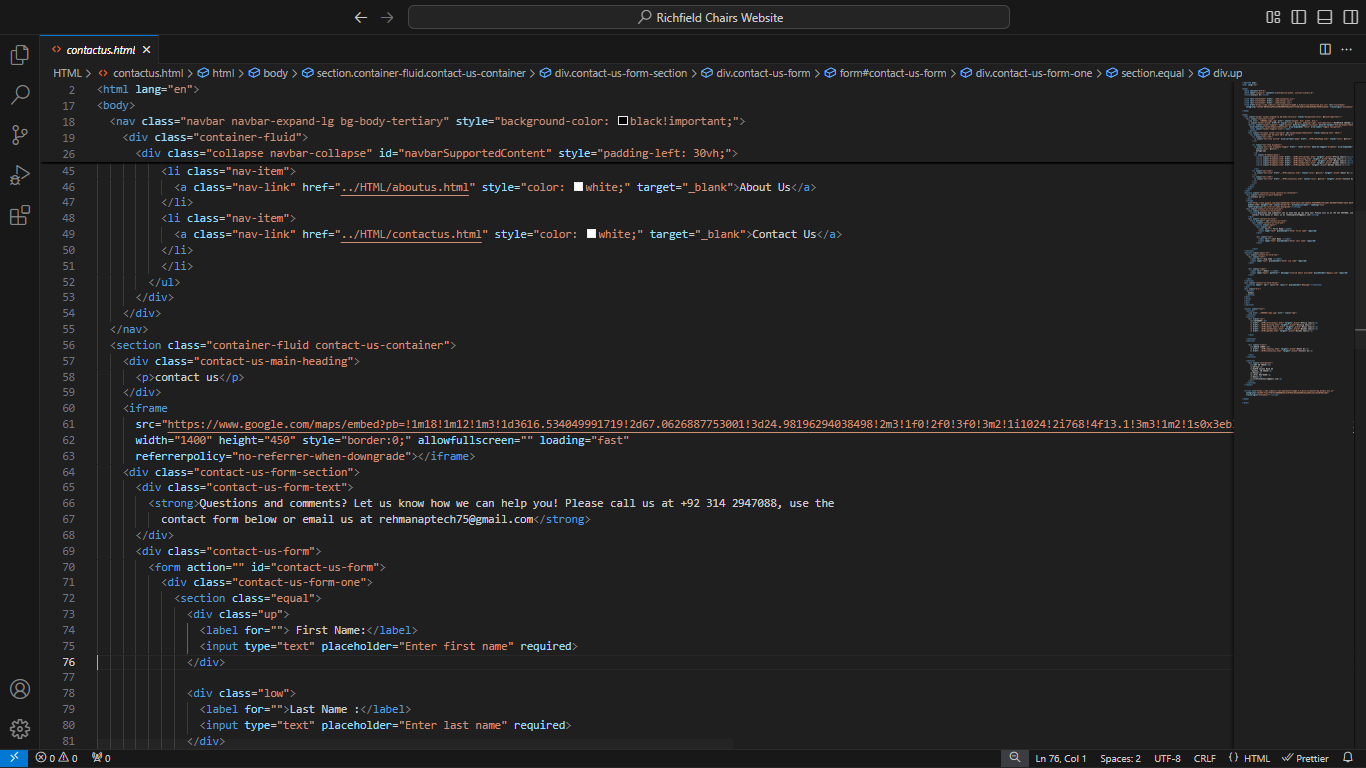 Richfield Chairs Website
contactus.html
HTML > contactus.html > html > body > section.container-fluid.contact-us-container > div.contact-us-form-section > div.contact-us-form > form#contact-us-form > div.contact-us-form-one > section.equal > div.up
2 <html lang="en">
17 <body>
18 <nav class="navbar navbar-expand-lg bg-body-tertiary" style="background-color: black!important;">
19 <div class="container-fluid">
26 <div class="collapse navbar-collapse" id="navbarSupportedContent" style="padding-left: 30vh;">
45 <li class="nav-item">
46 <a class="nav-link" href="../HTML/aboutus.html" style="color: white;" target="_blank">About Us</a>
47 </li>
48 <li class="nav-item">
49 <a class="nav-link" href="../HTML/contactus.html" style="color: white;" target="_blank">Contact Us</a>
50 </li>
51 </li>
52 </ul>
53 </div>
54 </div>
55 </nav>
56 <section class="container-fluid contact-us-container">
57 <div class="contact-us-main-heading">
58 <p>contact us</p>
59 </div>
60 <iframe
61 src="https://www.google.com/maps/embed?pb=!1m18!1m12!1m3!1d3616.534049991719!2d67.0626887753001!3d24.98196294038498!2m3!1f0!2f0!3f0!3m2!1i1024!2i768!4f13.1!3m3!1m2!1s0x3eb
62 width="1400" height="450" style="border:0;" allowfullscreen="" loading="fast"
63 referrerpolicy="no-referrer-when-downgrade"></iframe>
64 <div class="contact-us-form-section">
65 <div class="contact-us-form-text">
66 <strong>Questions and comments? Let us know how we can help you! Please call us at +92 314 2947088, use the
67 contact form below or email us at rehmanaptech75@gmail.com</strong>
68 </div>
69 <div class="contact-us-form">
70 <form action="" id="contact-us-form">
71 <div class="contact-us-form-one">
72 <section class="equal">
73 <div class="up">
74 <label for=""> First Name:</label>
75 <input type="text" placeholder="Enter first name" required>
76 </div>
77
78 <div class="low">
79 <label for="">Last Name :</label>
80 <input type="text" placeholder="Enter last name" required>
81 </div>
0 0 0 Ln 76, Col 1 Spaces: 2 UTF-8 CRLF {} HTML Prettier